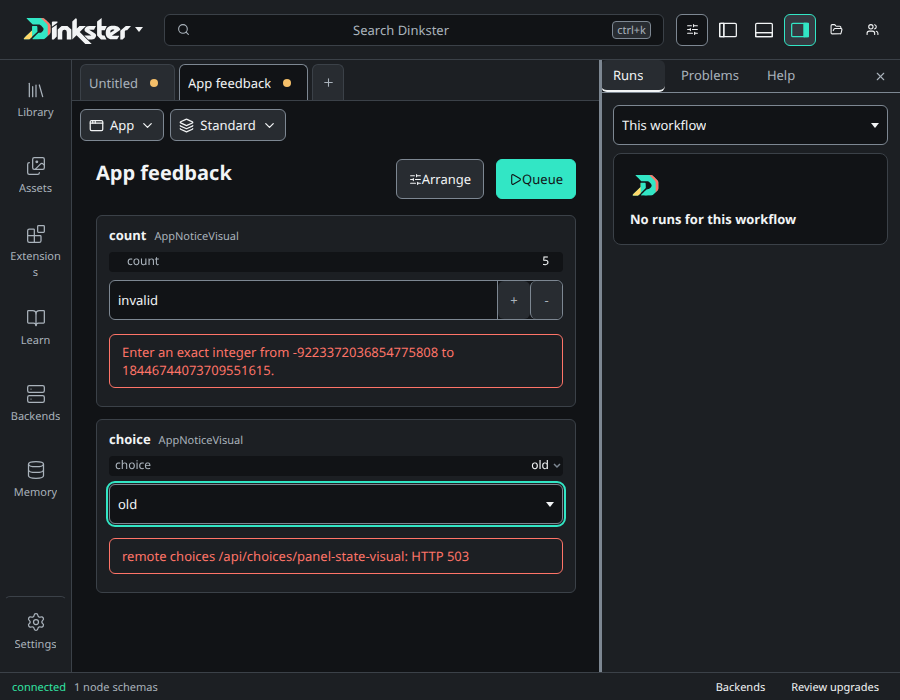 Dinkster
Search Dinkster
ctrl+k
Library
Assets
Extension
s
Learn
Backends
Memory
Settings
Untitled
App feedback
+
App
Standard
App feedback
Arrange
Queue
count AppNoticeVisual
count 5
invalid
+ -
Enter an exact integer from -9223372036854775808 to
18446744073709551615.
choice AppNoticeVisual
choice old
old
remote choices /api/choices/panel-state-visual: HTTP 503
Runs
Problems
Help
This workflow
No runs for this workflow
connected 1 node schemas
Backends
Review upgrades